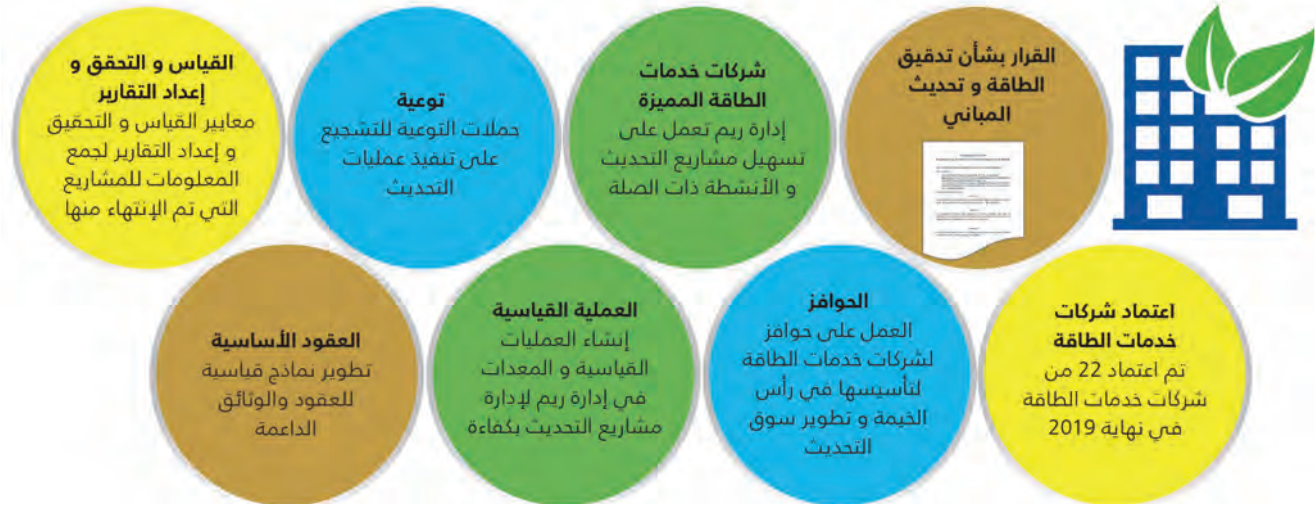 القرار بشأن تدقيق
الطاقة و تحديث
المباني
شركات خدمات
الطاقة المميزة
إدارة ريم تعمل على
تسهيل مشاريع التحديث
و الأنشطة ذات الصلة
توعية
حملات التوعية للتشجيع
على تنفيذ عمليات
التحديث
القياس و التحقق و
إعداد التقارير
معايير القياس و التحقيق
و إعداد التقارير لجمع
المعلومات للمشاريع
التي تم الإنتهاء منها
اعتماد شركات
خدمات الطاقة
تم اعتماد 22 من
شركات خدمات الطاقة
في نهاية 2019
الحوافز
العمل على حوافز
لشركات خدمات الطاقة
لتأسيسها في رأس
الخيمة و تطوير سوق
التحديث
العملية القياسية
إنشاء العمليات
القياسية و المعدات
في إدارة ريم لإدارة
مشاريع التحديث بكفاءة
العقود الأساسية
تطوير نماذج قياسية
للعقود والوثائق
الداعمة